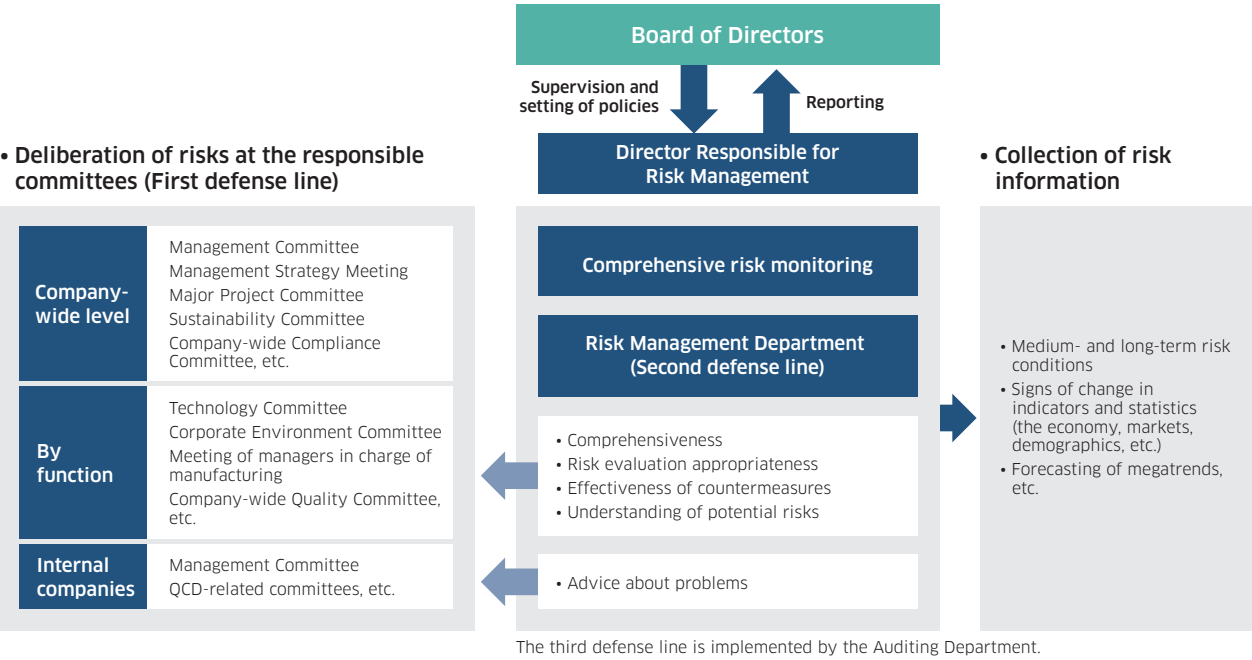 Board of Directors
Supervision and
setting of policies
Reporting
Director Responsible for
Risk Management
• Deliberation of risks at the responsible
committees (First defense line)
Company-
wide level
Management Committee
Management Strategy Meeting
Major Project Committee
Sustainability Committee
Company-wide Compliance
Committee, etc.
By
function
Technology Committee
Corporate Environment Committee
Meeting of managers in charge of
manufacturing
Company-wide Quality Committee,
etc.
Internal
companies
Management Committee
QCD-related committees, etc.
Comprehensive risk monitoring
Risk Management Department
(Second defense line)
• Comprehensiveness
• Risk evaluation appropriateness
• Effectiveness of countermeasures
• Understanding of potential risks
• Advice about problems
• Collection of risk
information
• Medium- and long-term risk
conditions
• Signs of change in
indicators and statistics
(the economy, markets,
demographics, etc.)
• Forecasting of megatrends,
etc.
The third defense line is implemented by the Auditing Department.